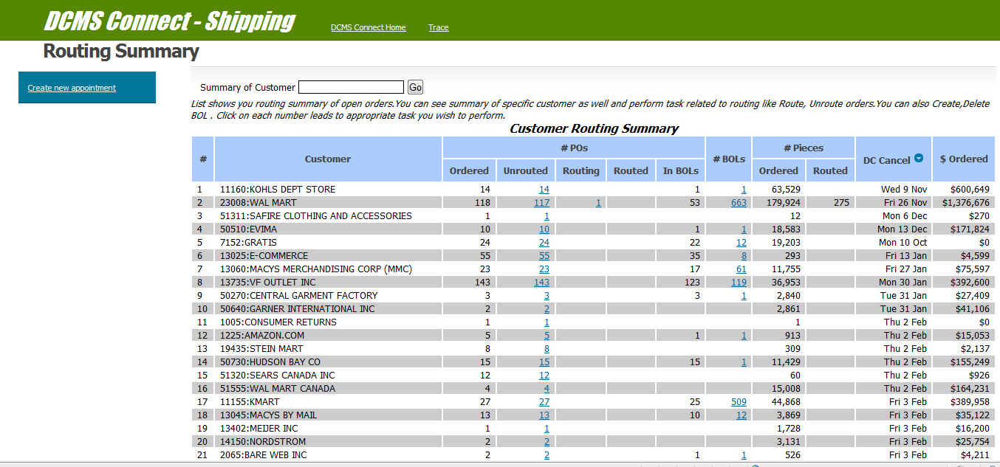 DCMS Connect - Shipping DCMS Connect Home Trace
Routing Summary
Create new appointment
Summary of Customer Go
List shows you routing summary of open orders.You can see summary of specific customer as well and perform task related to routing like Route, Unroute orders.You can also Create,Delete
BOL . Click on each number leads to appropriate task you wish to perform.
Customer Routing Summary
# Customer # POs # BOLs # Pieces DC Cancel $ Ordered
Ordered Unrouted Routing Routed In BOLs Ordered Routed
1 11160:KOHLS DEPT STORE 14 14 1 1 63,529 Wed 9 Nov $600,649
2 23008:WAL MART 118 117 1 53 663 179,924 275 Fri 26 Nov $1,376,676
3 51311:SAFIRE CLOTHING AND ACCESSORIES 1 1 12 Mon 6 Dec $270
4 50510:EVIMA 10 10 1 1 18,583 Mon 13 Dec $171,824
5 7152:GRATIS 24 24 22 12 19,203 Mon 10 Oct $0
6 13025:E-COMMERCE 55 55 35 8 293 Fri 13 Jan $4,599
7 13060:MACYS MERCHANDISING CORP (MMC) 23 23 17 61 11,755 Fri 27 Jan $75,597
8 13735:VF OUTLET INC 143 143 123 119 36,953 Mon 30 Jan $392,600
9 50270:CENTRAL GARMENT FACTORY 3 3 3 1 2,840 Tue 31 Jan $27,409
10 50640:GARNER INTERNATIONAL INC 2 2 2,861 Tue 31 Jan $41,106
11 1005:CONSUMER RETURNS 1 1 1 Thu 2 Feb $0
12 1225:AMAZON.COM 5 5 1 1 913 Thu 2 Feb $15,053
13 19435:STEIN MART 8 8 309 Thu 2 Feb $2,137
14 50730:HUDSON BAY CO 15 15 15 1 11,429 Thu 2 Feb $155,249
15 51320:SEARS CANADA INC 12 12 60 Thu 2 Feb $926
16 51555:WAL MART CANADA 4 4 15,008 Thu 2 Feb $164,231
17 11155:KMART 27 27 25 509 44,868 Fri 3 Feb $389,958
18 13045:MACYS BY MAIL 13 13 10 12 3,869 Fri 3 Feb $35,122
19 13402:MEIJER INC 1 1 1,728 Fri 3 Feb $16,200
20 14150:NORDSTROM 2 2 3,131 Fri 3 Feb $25,754
21 2065:BARE WEB INC 2 2 1 1 526 Fri 3 Feb $4,211